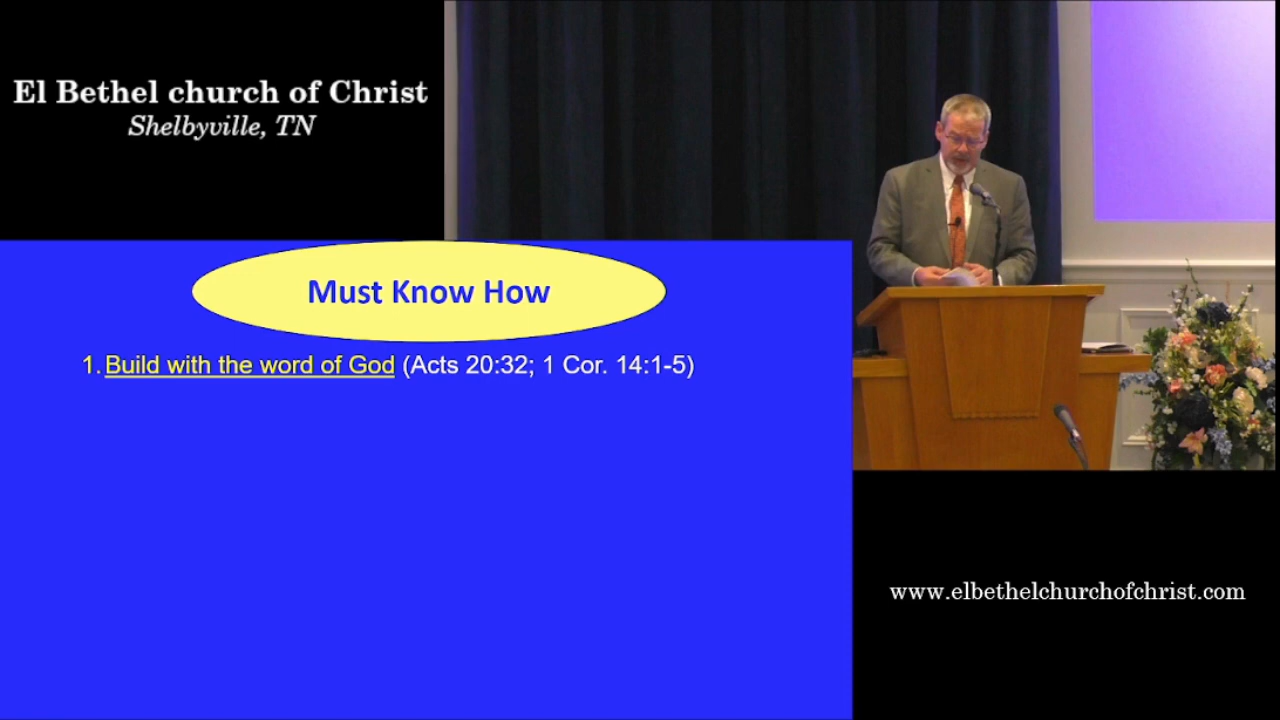 El Bethel church of Christ
Shelbyville, TN
Must Know How
1. Build with the word of God (Acts 20:32; 1 Cor. 14:1-5)
www.elbethelchurchofchrist.com